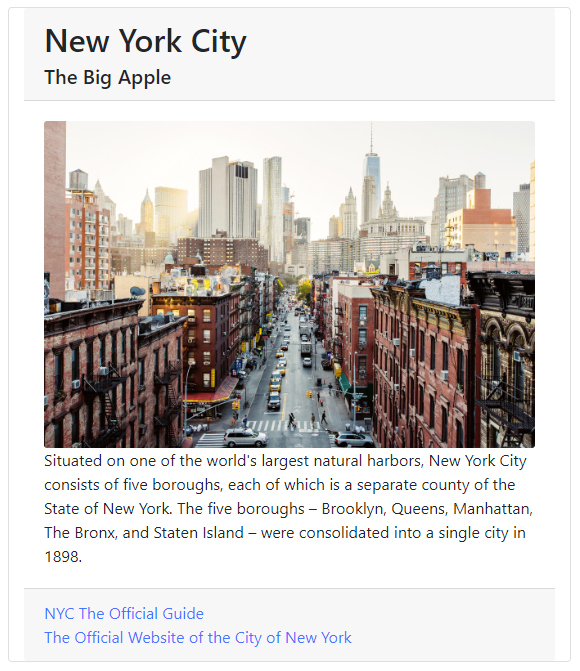 New York City
The Big Apple
Situated on one of the world's largest natural harbors, New York City
consists of five boroughs, each of which is a separate county of the
State of New York. The five boroughs – Brooklyn, Queens, Manhattan,
The Bronx, and Staten Island – were consolidated into a single city in
1898.
NYC The Official Guide
The Official Website of the City of New York